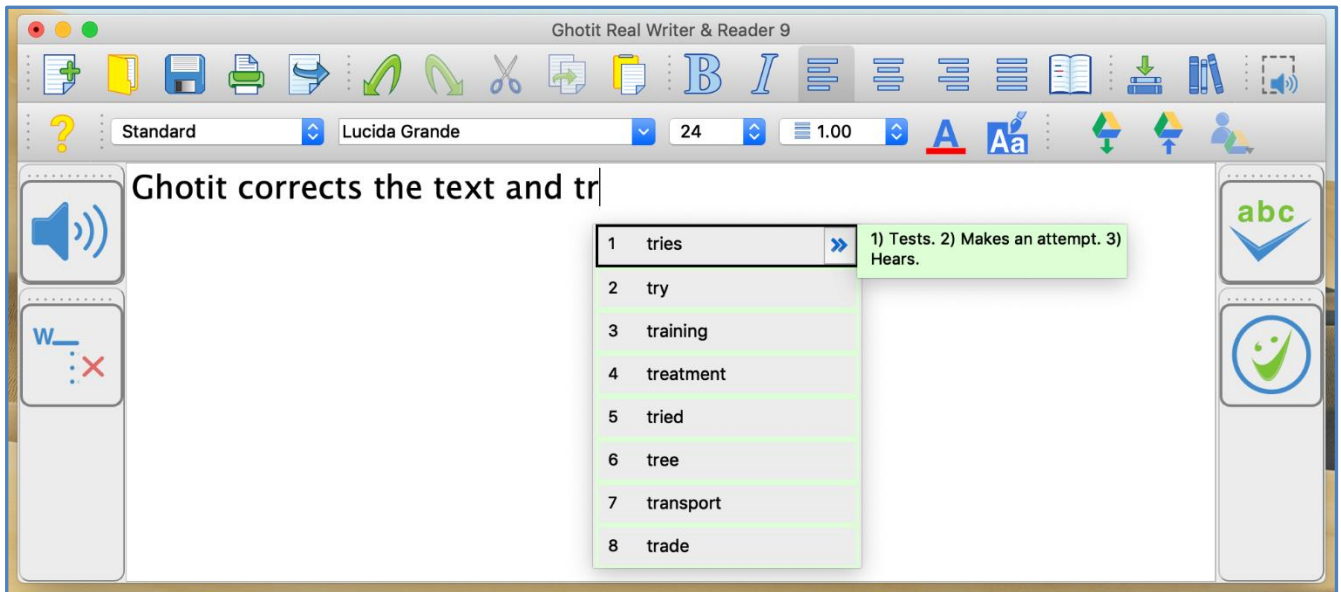 Ghotit Real Writer & Reader 9
B I
? Standard Lucida Grande 24 1.00 A Aa
Ghotit corrects the text and tr
abc
W
1 tries » 1) Tests. 2) Makes an attempt. 3)
Hears.
2 try
3 training
4 treatment
5 tried
6 tree
7 transport
8 trade